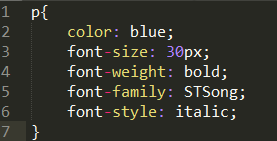 1 p{
2     color: blue;
3     font-size: 30px;
4     font-weight: bold;
5     font-family: STSong;
6     font-style: italic;
7 }